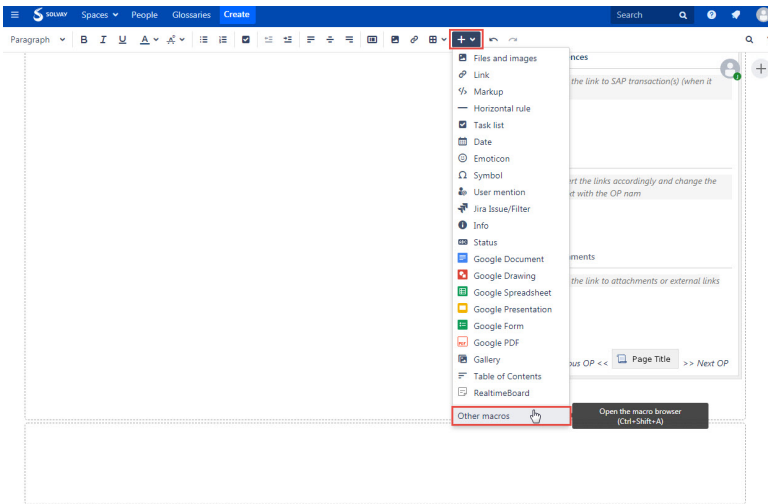 SOLVAY Spaces People Glossaries Create Search
Paragraph B I U A
Files and images
Link
Markup
Horizontal rule
Task list
Date
Emoticon
Symbol
User mention
Jira Issue/Filter
Info
Status
Google Document
Google Drawing
Google Spreadsheet
Google Presentation
Google Form
Google PDF
Gallery
Table of Contents
RealtimeBoard
Other macros
Open the macro browser
(Ctrl+Shift+A)
nces
the link to SAP transaction(s) (when it
rt the links accordingly and change the
xt with the OP nam
ments
the link to attachments or external links
ous OP << Page Title >> Next OP